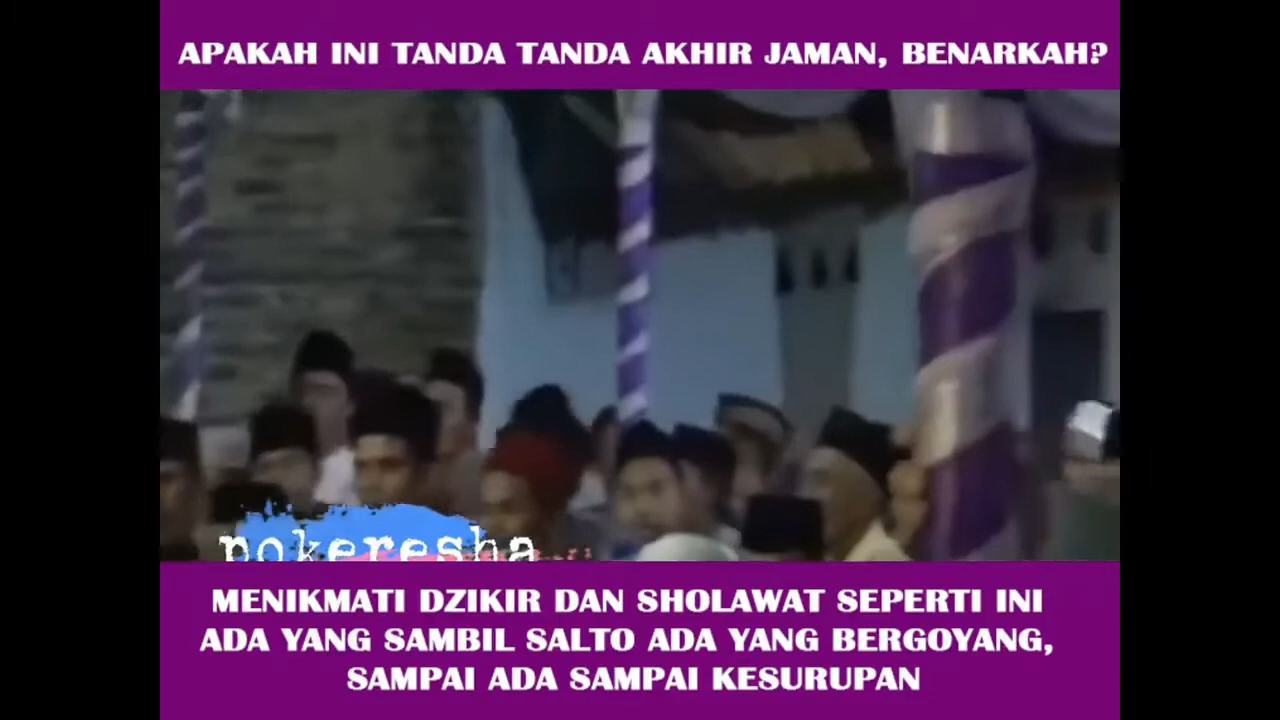 APAKAH INI TANDA TANDA AKHIR JAMAN, BENARKAH?
pokeresha
MENIKMATI DZIKIR DAN SHOLAWAT SEPERTI INI
ADA YANG SAMBIL SALTO ADA YANG BERGOYANG,
SAMPAI ADA SAMPAI KESURUPAN